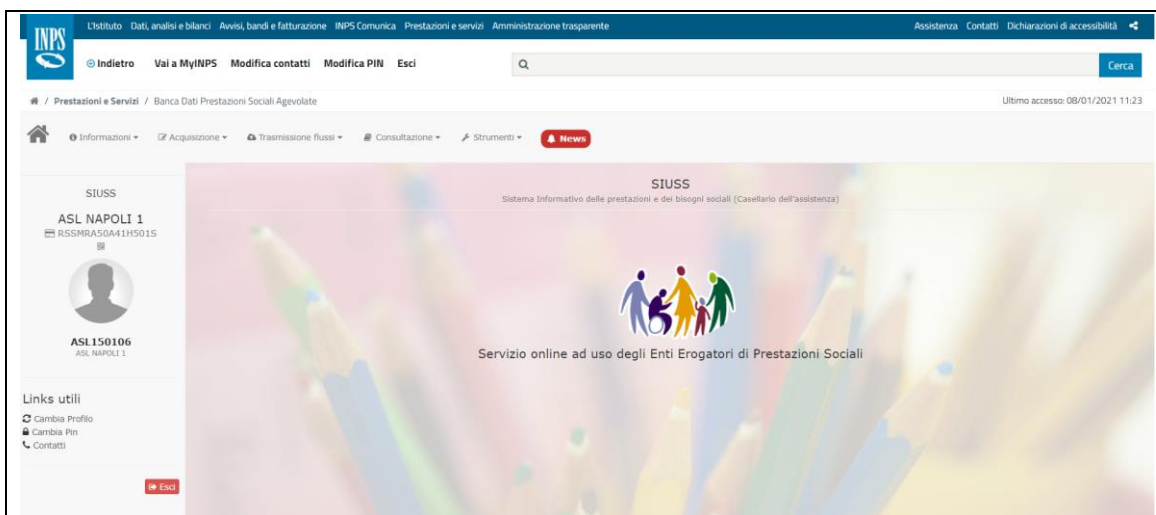 INPS
L'Istituto Dati, analisi e bilanci Avvisi, bandi e fatturazione INPS Comunica Prestazioni e servizi Amministrazione trasparente Assistenza Contatti Dichiarazioni di accessibilità
Indietro Vai a MyINPS Modifica contatti Modifica PIN Esci Cerca
/ Prestazioni e Servizi / Banca Dati Prestazioni Sociali Agevolate Ultimo accesso: 08/01/2021 11:23
Informazioni Acquisizione Trasmissione flussi Consultazione Strumenti News
SIUSS
ASL NAPOLI 1
RSSMRA50A41H501S
ASL150106
ASL NAPOLI 1
Links utili
Cambia Profilo
Cambia Pin
Contatti
Esci
SIUSS
Sistema Informativo delle prestazioni e dei bisogni sociali (Casellario dell'assistenza)
Servizio online ad uso degli Enti Erogatori di Prestazioni Sociali